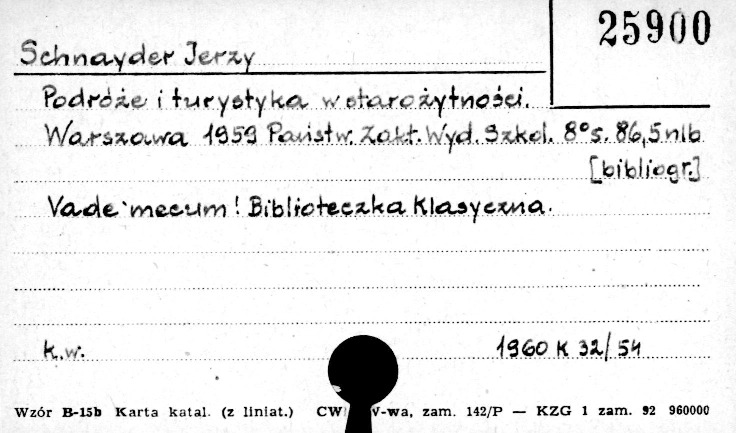 25900
Schnayder Jerzy
Podróże i turystyka w starożytności.
Warszawa 1959 Państw. Zakł. Wyd. Szkol. 8° s. 86,5 nlb
[bibliogr.]
Vade mecum! Biblioteczka Klasyczna.
k.w.
1960 K 32/54
Wzór B-15b Karta katal. (z liniat.) CW W-wa, zam. 142/P — KZG 1 zam. 92 960000